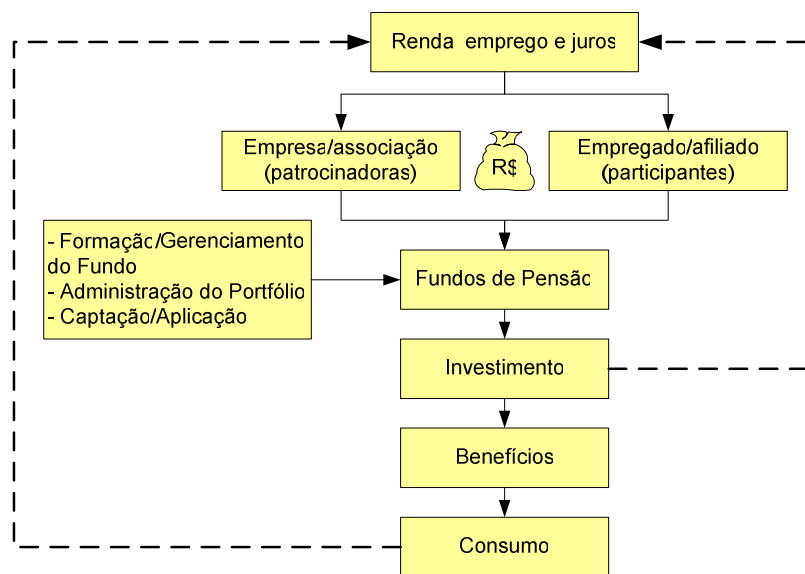 Renda emprego e juros
Empresa/associação
(patrocinadoras)
R$
Empregado/afiliado
(participantes)
- Formação/Gerenciamento
do Fundo
- Administração do Portfólio
- Captação/Aplicação
Fundos de Pensão
Investimento
Benefícios
Consumo